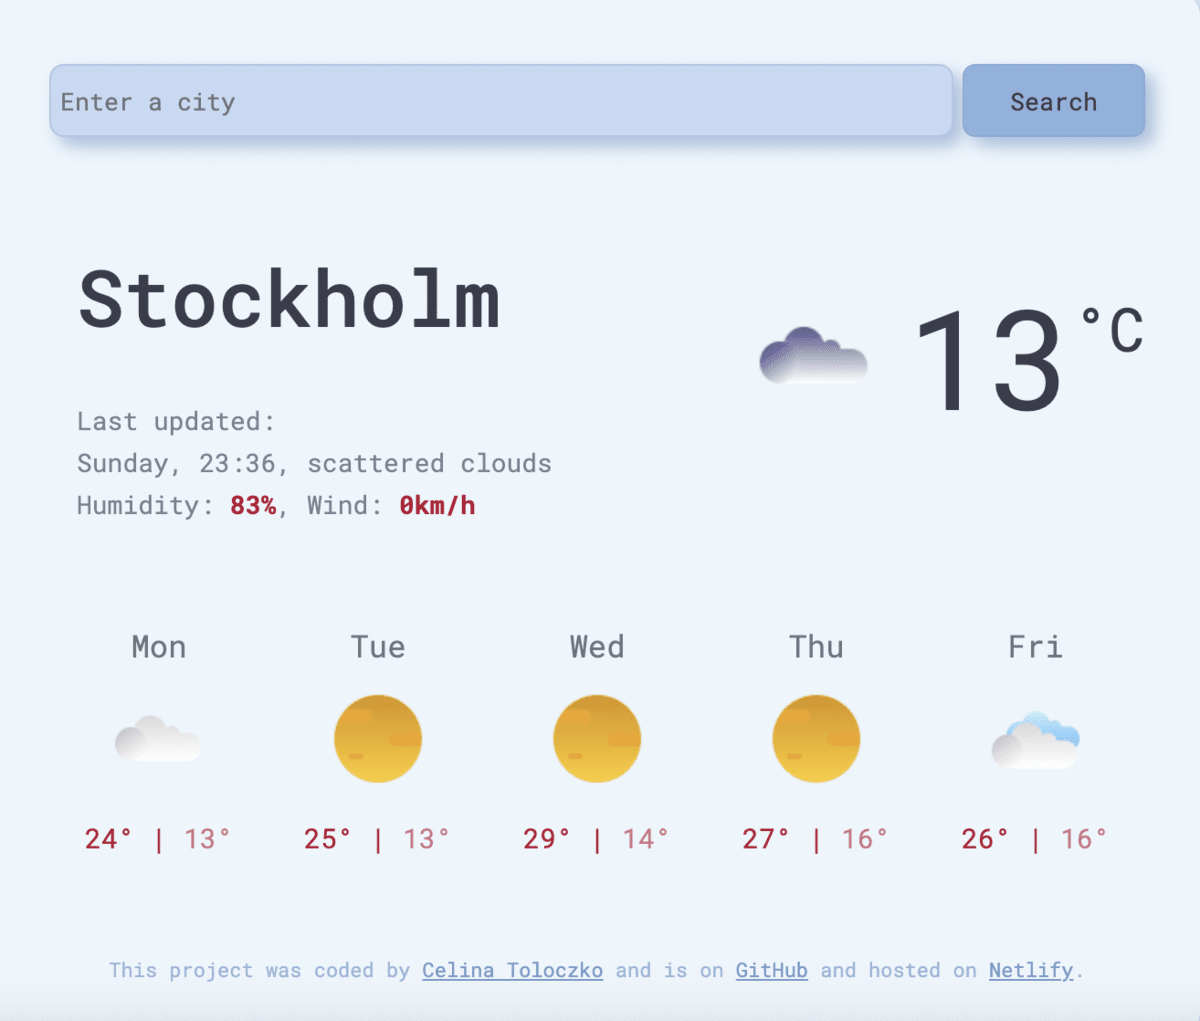 Enter a city
Search
Stockholm
13 °C
Last updated:
Sunday, 23:36, scattered clouds
Humidity: 83%, Wind: 0km/h
Mon Tue Wed Thu Fri
24° | 13° 25° | 13° 29° | 14° 27° | 16° 26° | 16°
This project was coded by Celina Toloczko and is on GitHub and hosted on Netlify.